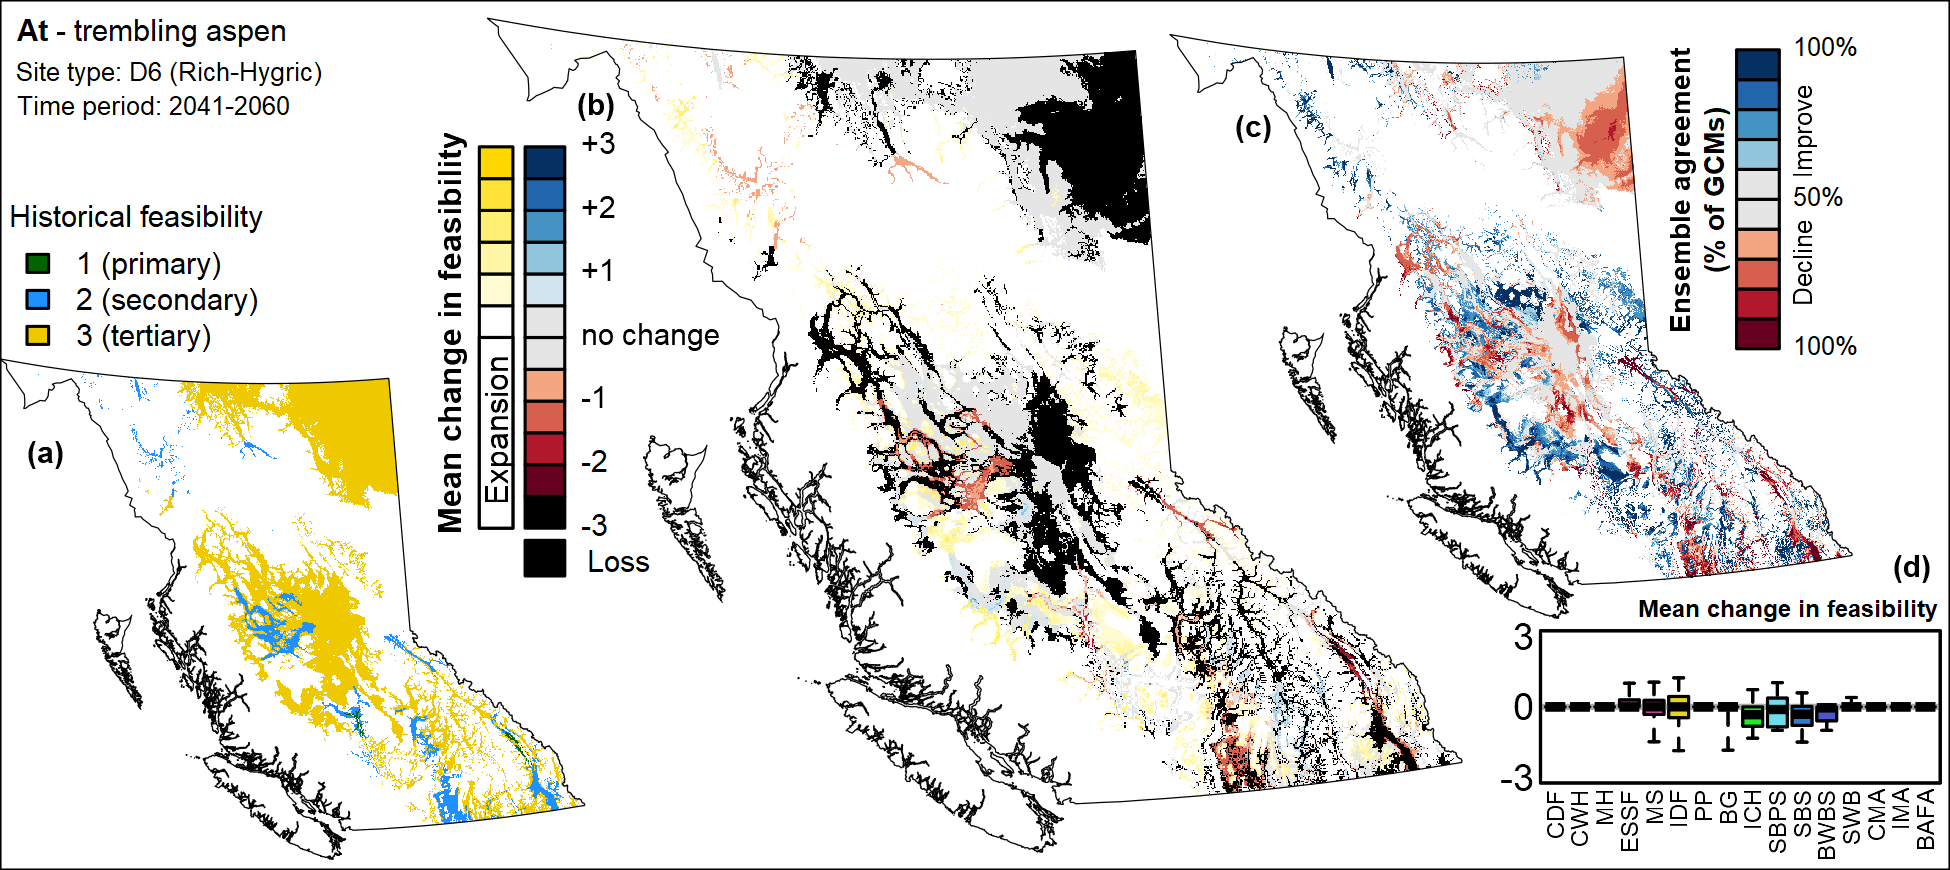 At - trembling aspen
Site type: D6 (Rich-Hygric)
Time period: 2041-2060
Historical feasibility
1 (primary)
2 (secondary)
3 (tertiary)
(a)
(b)
Mean change in feasibility
Expansion
+3
+2
+1
no change
-1
-2
-3
Loss
(c)
Ensemble agreement
(% of GCMs)
100%
Improve
50%
Decline
100%
(d)
Mean change in feasibility
3
0
-3
CDF
CWH
MH
ESSF
MS
IDF
PP
BG
ICH
SBPS
SBS
BWBS
SWB
CMA
IMA
BAFA